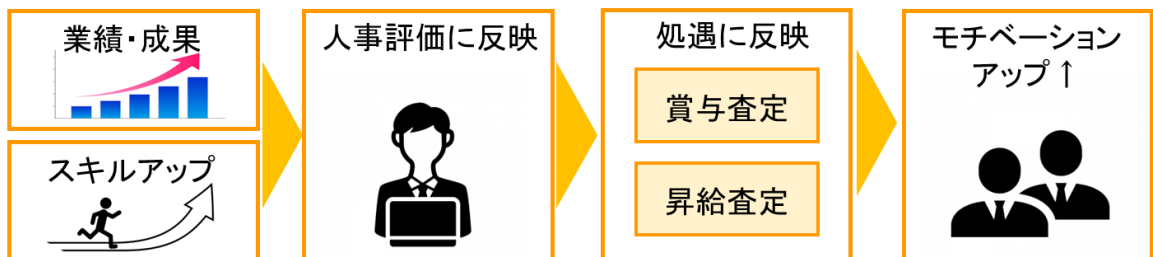 業績・成果
スキルアップ
人事評価に反映
処遇に反映
賞与査定
昇給査定
モチベーション
アップ↑